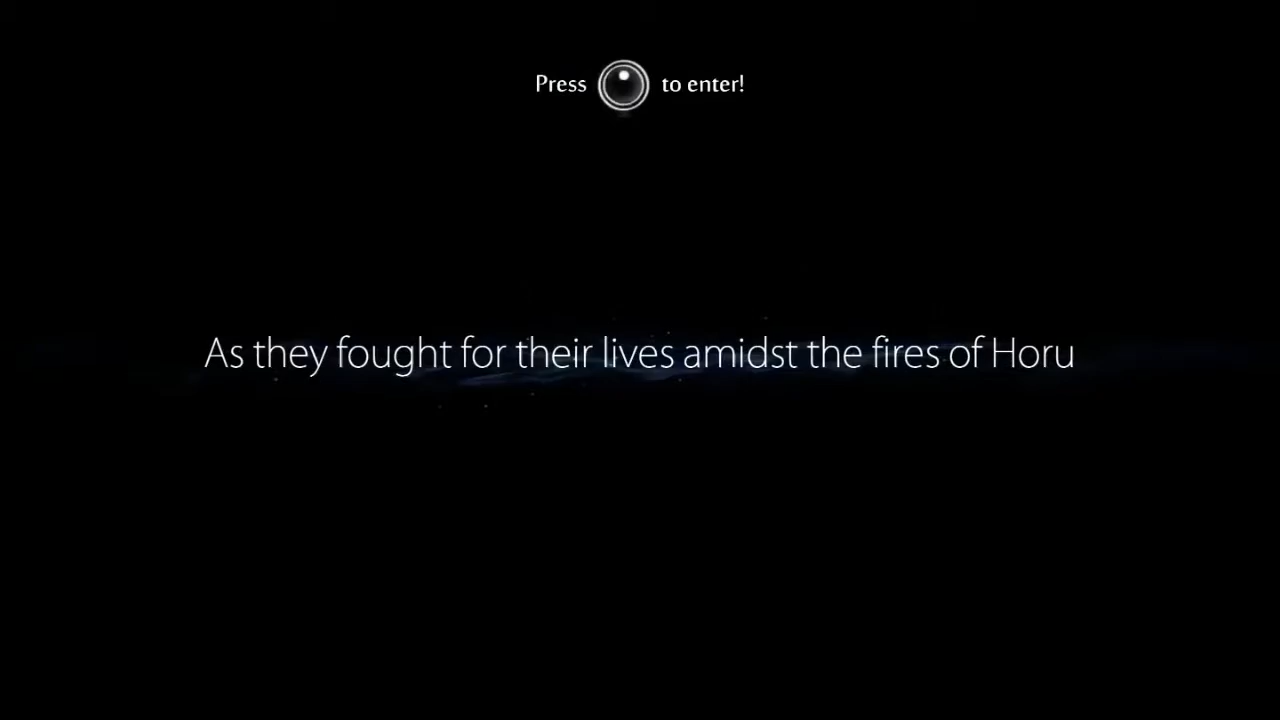 Press to enter!
As they fought for their lives amidst the fires of Horu